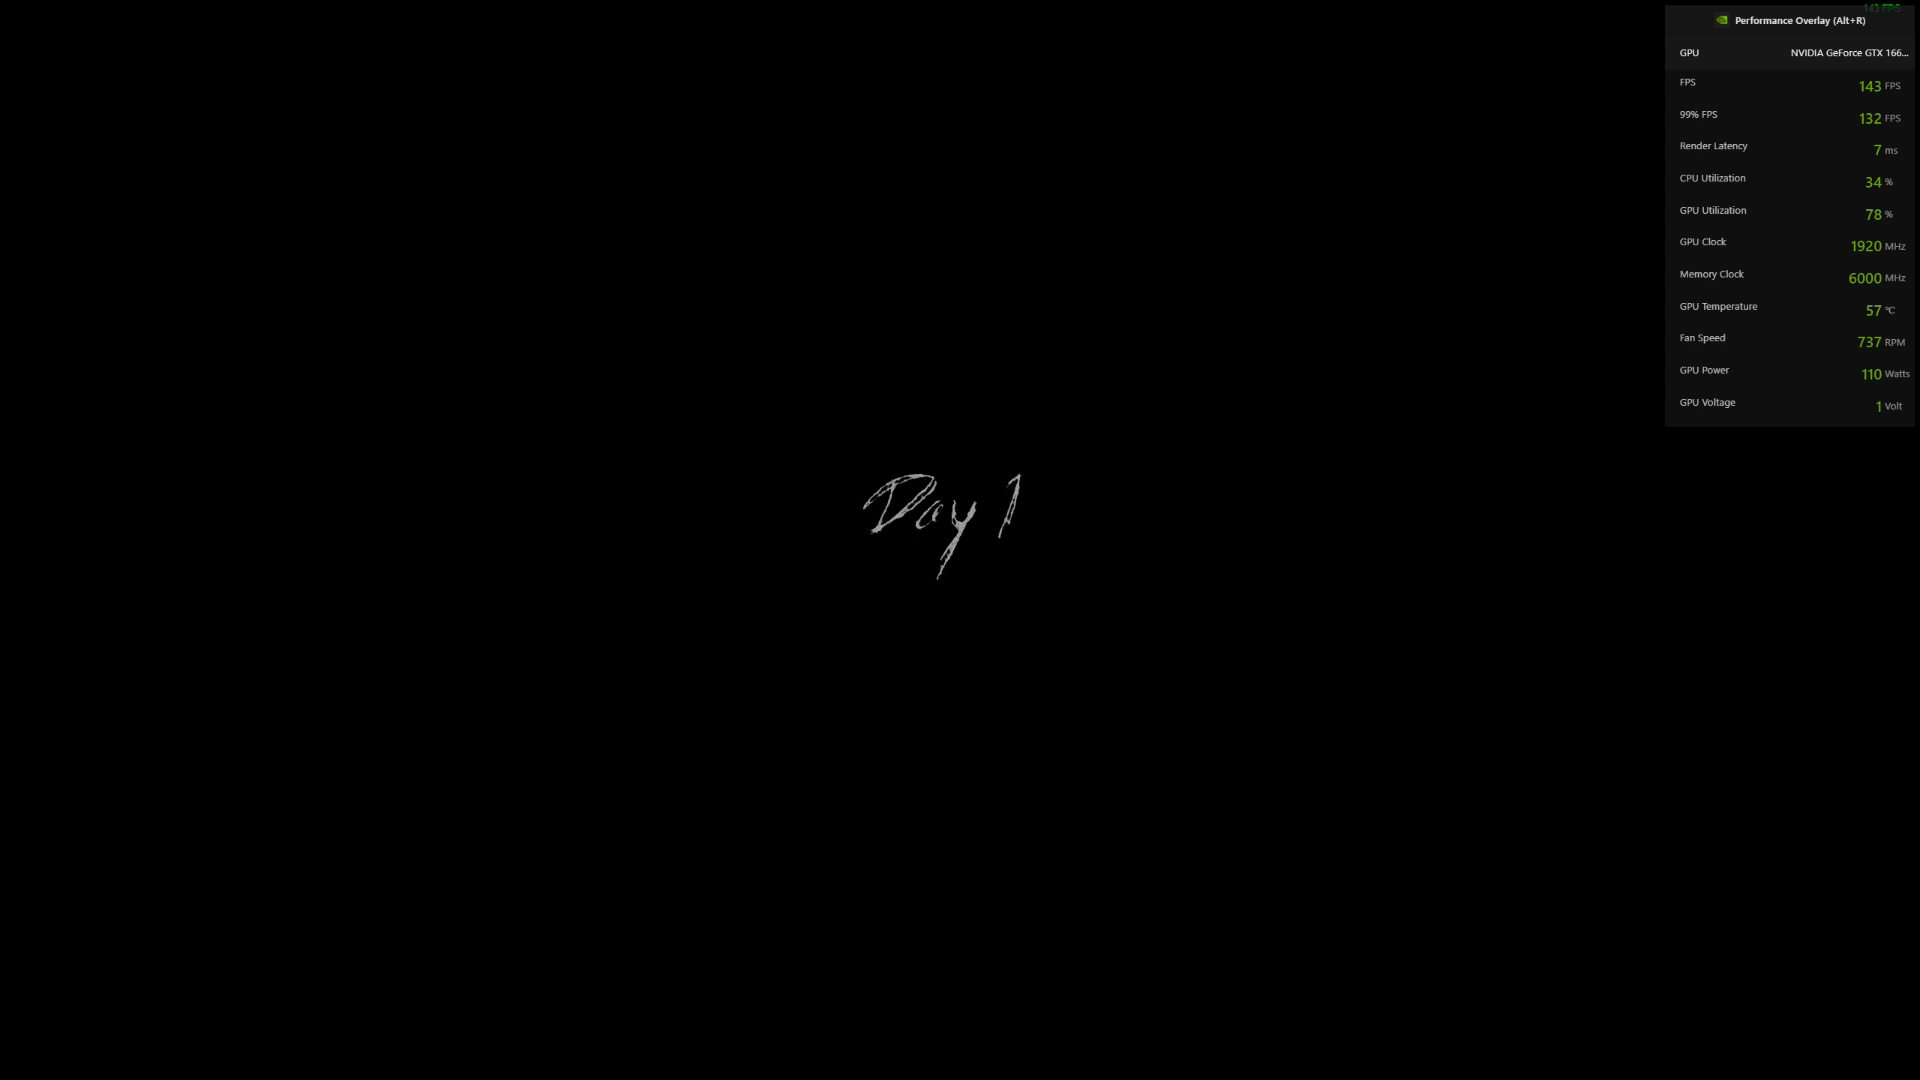 143 FPS
Performance Overlay (Alt+R)
GPU NVIDIA GeForce GTX 166...
FPS 143 FPS
99% FPS 132 FPS
Render Latency 7 ms
CPU Utilization 34 %
GPU Utilization 78 %
GPU Clock 1920 MHz
Memory Clock 6000 MHz
GPU Temperature 57 °C
Fan Speed 737 RPM
GPU Power 110 Watts
GPU Voltage 1 Volt
Day 1